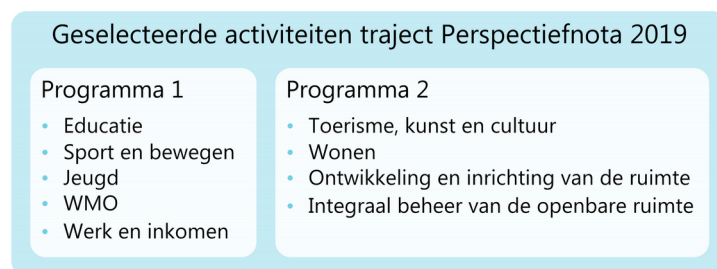 Geselecteerde activiteiten traject Perspectiefnota 2019
Programma 1
• Educatie
• Sport en bewegen
• Jeugd
• WMO
• Werk en inkomen
Programma 2
• Toerisme, kunst en cultuur
• Wonen
• Ontwikkeling en inrichting van de ruimte
• Integraal beheer van de openbare ruimte